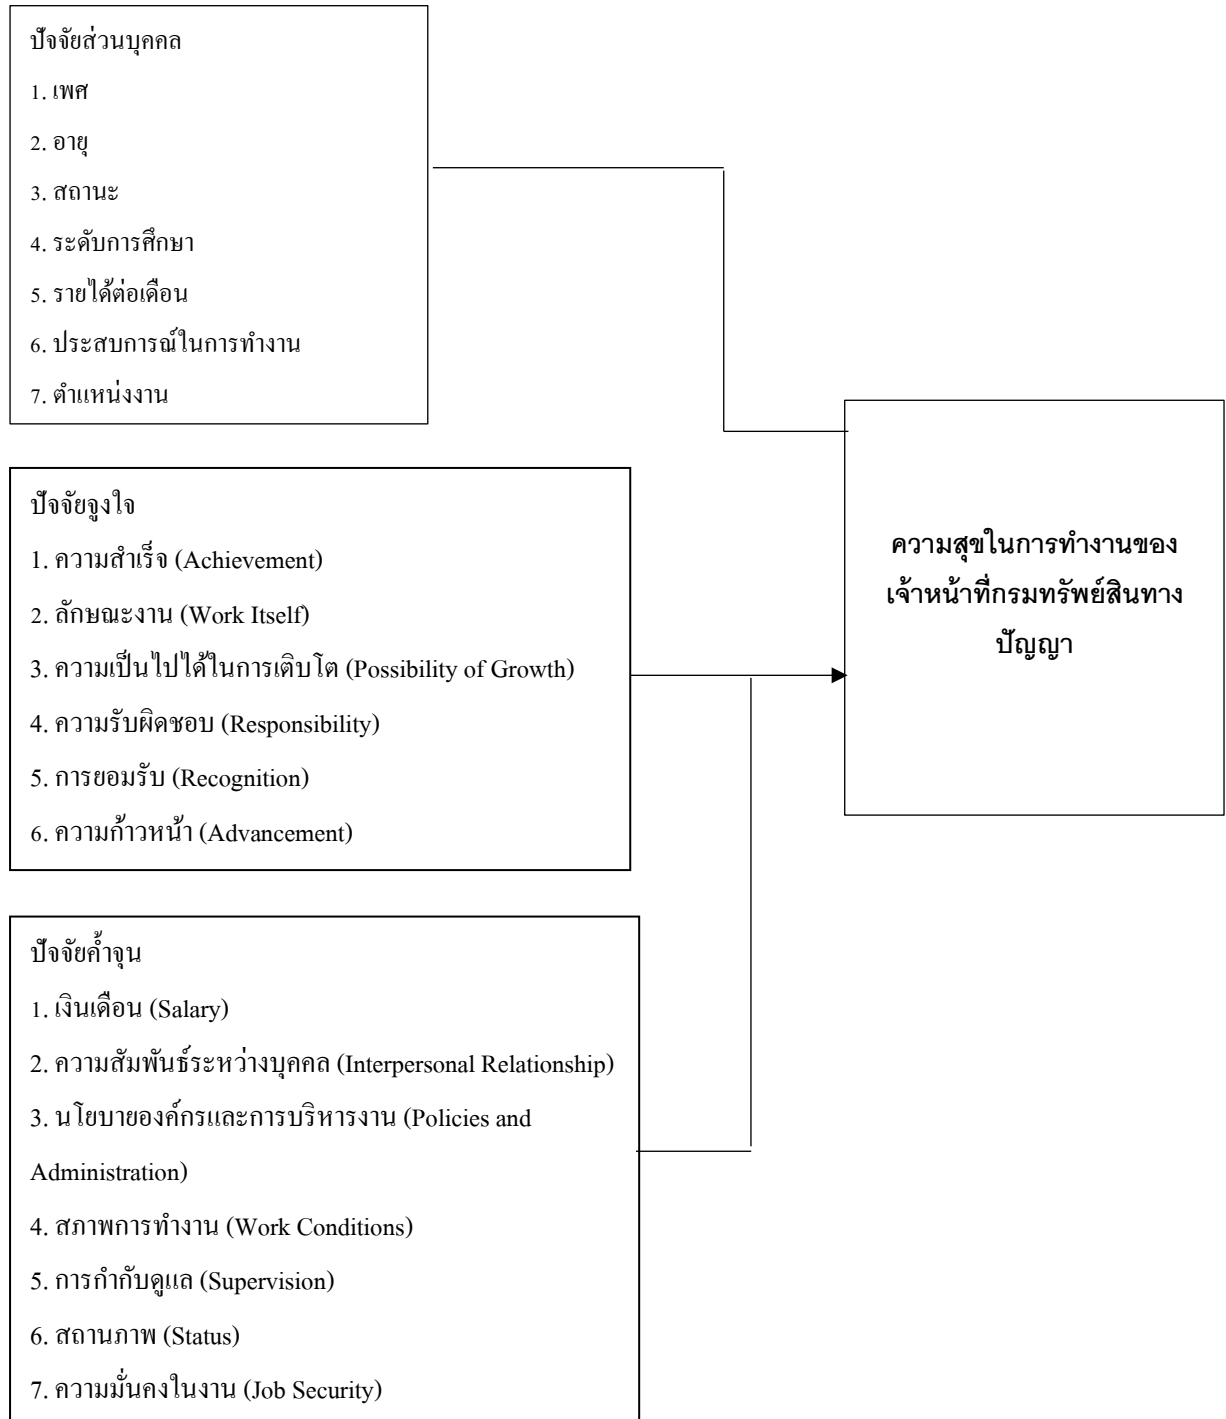 ปัจจัยส่วนบุคคล
1. เพศ
2. อายุ
3. สถานะ
4. ระดับการศึกษา
5. รายได้ต่อเดือน
6. ประสบการณ์ในการทำงาน
7. ตำแหน่งงาน
ปัจจัยจูงใจ
1. ความสำเร็จ (Achievement)
2. ลักษณะงาน (Work Itself)
3. ความเป็นไปได้ในการเติบโต (Possibility of Growth)
4. ความรับผิดชอบ (Responsibility)
5. การยอมรับ (Recognition)
6. ความก้าวหน้า (Advancement)
ความสุขในการทำงานของ
เจ้าหน้าที่กรมทรัพย์สินทาง
ปัญญา
ปัจจัยค้ำจุน
1. เงินเดือน (Salary)
2. ความสัมพันธ์ระหว่างบุคคล (Interpersonal Relationship)
3. นโยบายองค์กรและการบริหารงาน (Policies and
Administration)
4. สภาพการทำงาน (Work Conditions)
5. การกำกับดูแล (Supervision)
6. สถานภาพ (Status)
7. ความมั่นคงในงาน (Job Security)